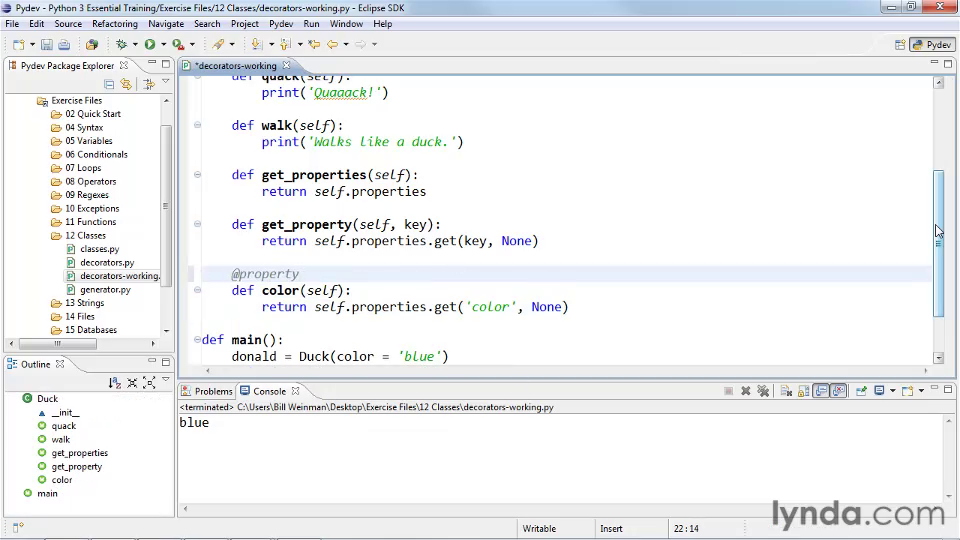 Pydev - Python 3 Essential Training/Exercise Files/12 Classes/decorators-working.py - Eclipse SDK
File Edit Source Refactoring Navigate Search Project Pydev Run Window Help
Pydev
Pydev Package Explorer
*decorators-working
Exercise Files
02 Quick Start
04 Syntax
05 Variables
06 Conditionals
07 Loops
08 Operators
09 Regexes
10 Exceptions
11 Functions
12 Classes
classes.py
decorators.py
decorators-working.
generator.py
13 Strings
14 Files
15 Databases
def quack(self):
print('Quaaack!')
def walk(self):
print('Walks like a duck.')
def get_properties(self):
return self.properties
def get_property(self, key):
return self.properties.get(key, None)
@property
def color(self):
return self.properties.get('color', None)
def main():
donald = Duck(color = 'blue')
Outline
Duck
__init__
quack
walk
get_properties
get_property
color
main
Problems Console
<terminated> C:\Users\Bill Weinman\Desktop\Exercise Files\12 Classes\decorators-working.py
blue
lynda.com
Writable Insert 22:14